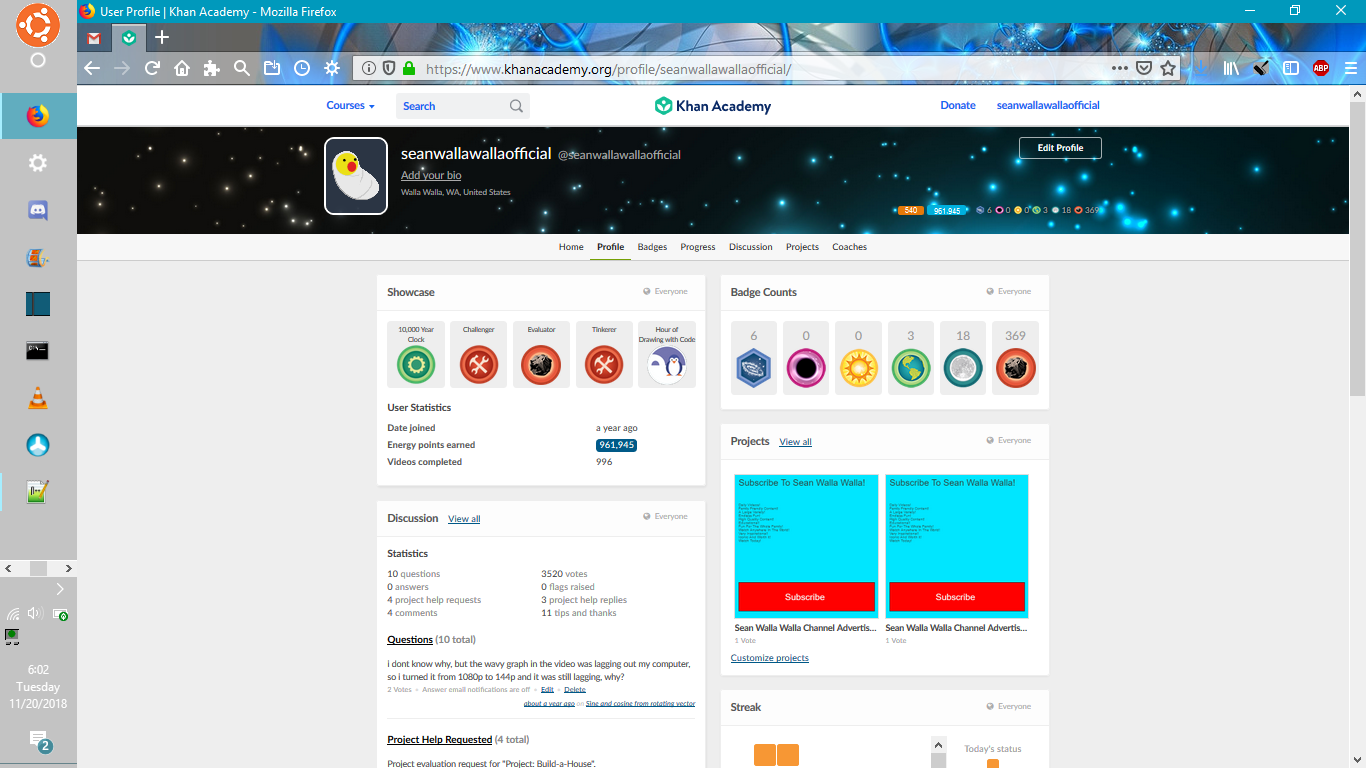 User Profile | Khan Academy - Mozilla Firefox
https://www.khanacademy.org/profile/seanwallawallaofficial/
ABP
Courses
Search
Khan Academy
Donate
seanwallawallaofficial
seanwallawallaofficial @seanwallawallaofficial
Edit Profile
Add your bio
Walla Walla, WA, United States
540 961,945 6 0 0 3 18 369
Home Profile Badges Progress Discussion Projects Coaches
Showcase
Everyone
10,000 Year Clock
Challenger
Evaluator
Tinkerer
Hour of Drawing with Code
User Statistics
Date joined a year ago
Energy points earned 961,945
Videos completed 996
Badge Counts
Everyone
6 0 0 3 18 369
Projects View all
Everyone
Subscribe To Sean Walla Walla!
Subscribe
Sean Walla Walla Channel Advertis...
1 Vote
Subscribe To Sean Walla Walla!
Subscribe
Sean Walla Walla Channel Advertis...
1 Vote
Customize projects
Discussion View all
Everyone
Statistics
10 questions 3520 votes
0 answers 0 flags raised
4 project help requests 3 project help replies
4 comments 11 tips and thanks
Questions (10 total)
i dont know why, but the wavy graph in the video was lagging out my computer,
so i turned it from 1080p to 144p and it was still lagging, why?
2 Votes • Answer email notifications are off • Edit • Delete
about a year ago on Sine and cosine from rotating vector
Project Help Requested (4 total)
Project evaluation request for "Project: Build-a-House".
Streak
Everyone
Today's status
6:02
Tuesday
11/20/2018
2